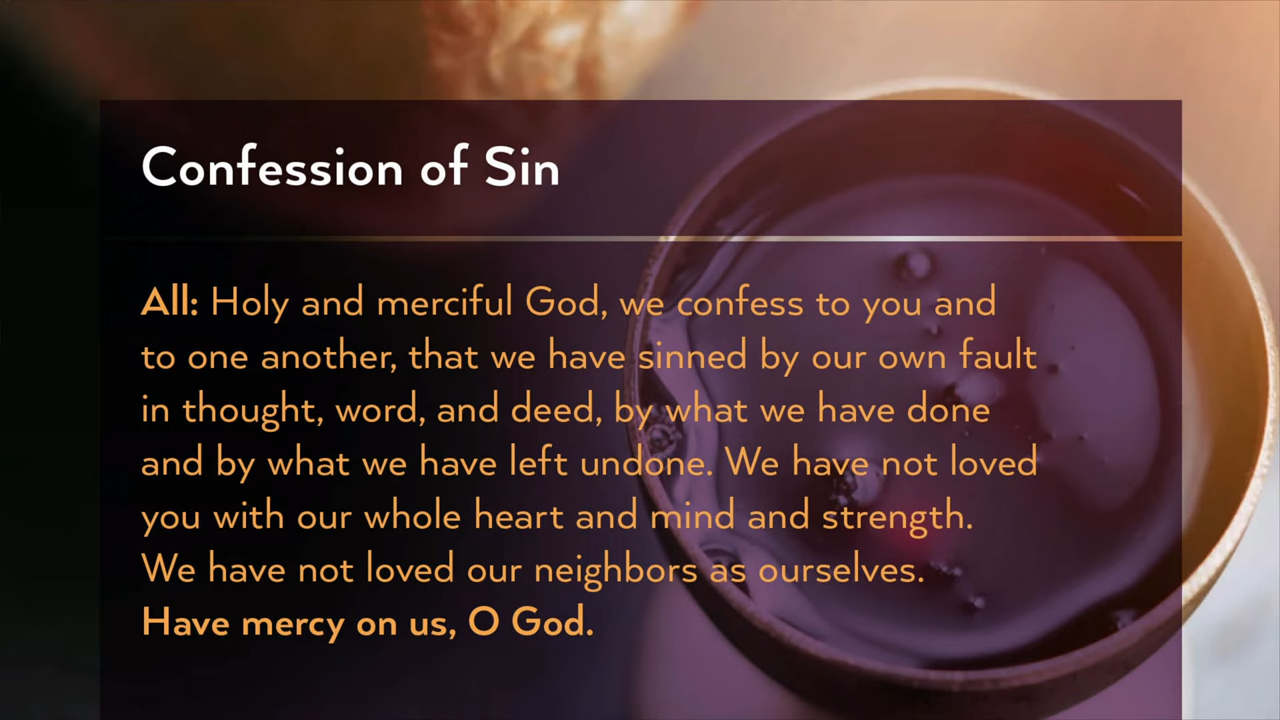 Confession of Sin
All: Holy and merciful God, we confess to you and
to one another, that we have sinned by our own fault
in thought, word, and deed, by what we have done
and by what we have left undone. We have not loved
you with our whole heart and mind and strength.
We have not loved our neighbors as ourselves.
Have mercy on us, O God.